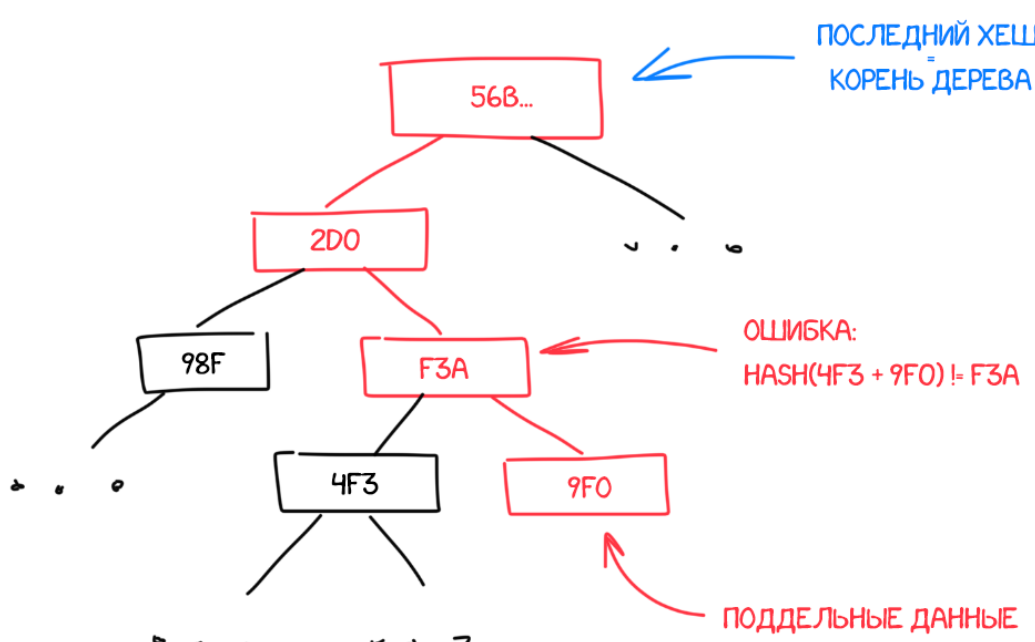 ПОСЛЕДНИЙ ХЕШ
=
КОРЕНЬ ДЕРЕВА
56B...
2D0
98F
F3A
ОШИБКА:
HASH(4F3 + 9F0) != F3A
4F3
9F0
ПОДДЕЛЬНЫЕ ДАННЫЕ